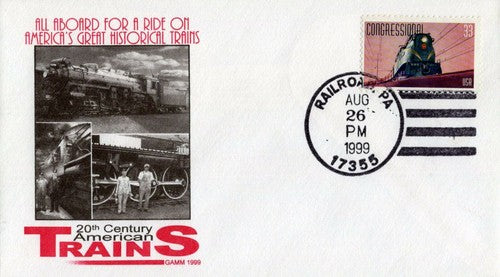 ALL ABOARD FOR A RIDE ON
AMERICA'S GREAT HISTORICAL TRAINS
CONGRESSIONAL 33
USA
RAILROAD, PA
AUG
26
PM
1999
17355
20th Century
American
TRAINS
GAMM 1999